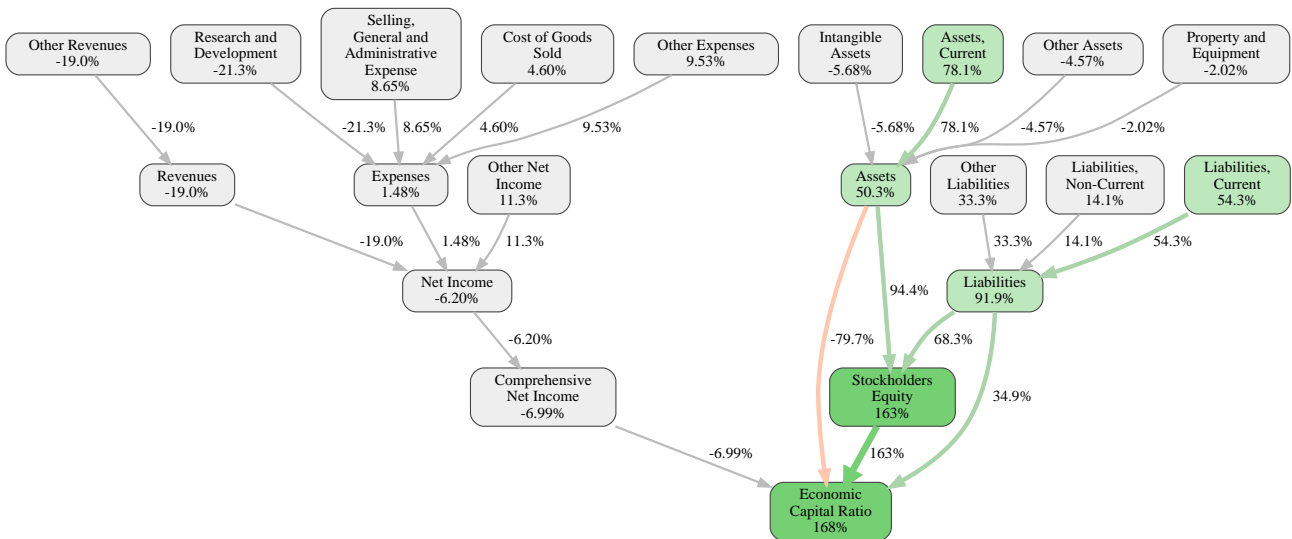 Other Revenues
-19.0%
Research and
Development
-21.3%
Selling,
General and
Administrative
Expense
8.65%
Cost of Goods
Sold
4.60%
Other Expenses
9.53%
Intangible
Assets
-5.68%
Assets,
Current
78.1%
Other Assets
-4.57%
Property and
Equipment
-2.02%
-19.0%
-21.3%
8.65%
4.60%
9.53%
-5.68%
78.1%
-4.57%
-2.02%
Revenues
-19.0%
Expenses
1.48%
Other Net
Income
11.3%
Assets
50.3%
Other
Liabilities
33.3%
Liabilities,
Non-Current
14.1%
Liabilities,
Current
54.3%
-19.0%
1.48%
11.3%
33.3%
14.1%
54.3%
Net Income
-6.20%
94.4%
Liabilities
91.9%
-6.20%
-79.7%
68.3%
Comprehensive
Net Income
-6.99%
Stockholders
Equity
163%
34.9%
-6.99%
163%
Economic
Capital Ratio
168%